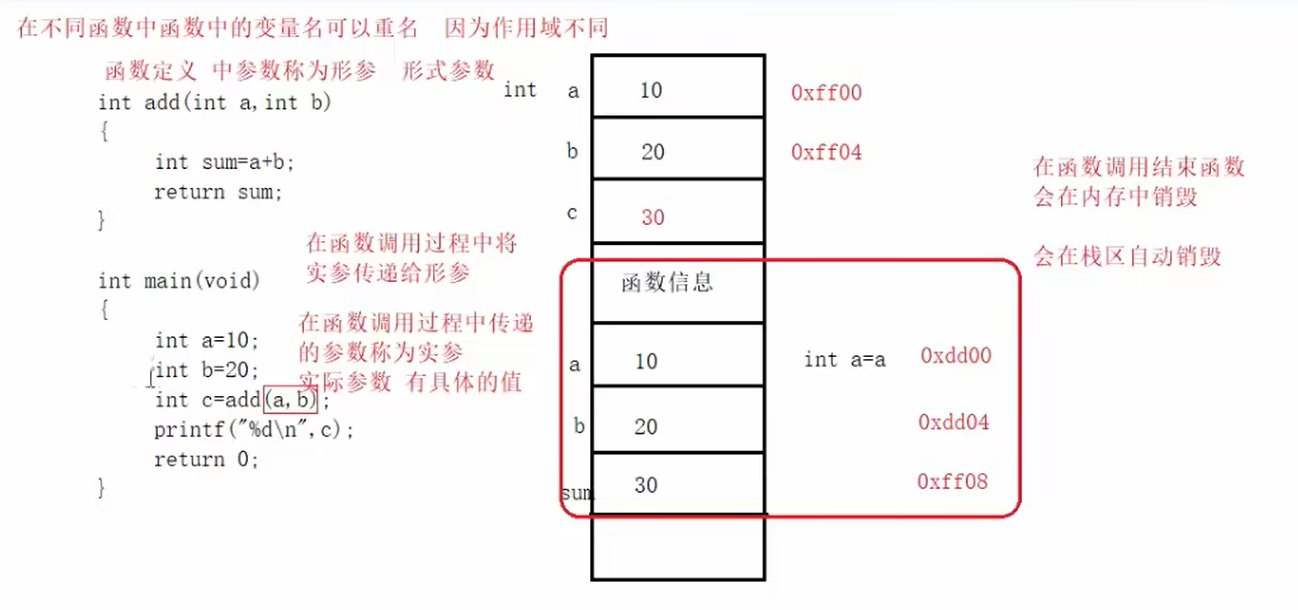 在不同函数中函数中的变量名可以重名 因为作用域不同
函数定义 中参数称为形参 形式参数
int add(int a,int b)
{
int sum=a+b;
return sum;
}
在函数调用过程中将
实参传递给形参
int main(void)
{
在函数调用过程中传递
的参数称为实参
实际参数 有具体的值
int a=10;
int b=20;
int c=add(a,b);
printf("%d\n",c);
return 0;
}
int a 10 0xff00
b 20 0xff04
c 30
函数信息
a 10 int a=a 0xdd00
b 20 0xdd04
sum 30 0xff08
在函数调用结束函数
会在内存中销毁
会在栈区自动销毁